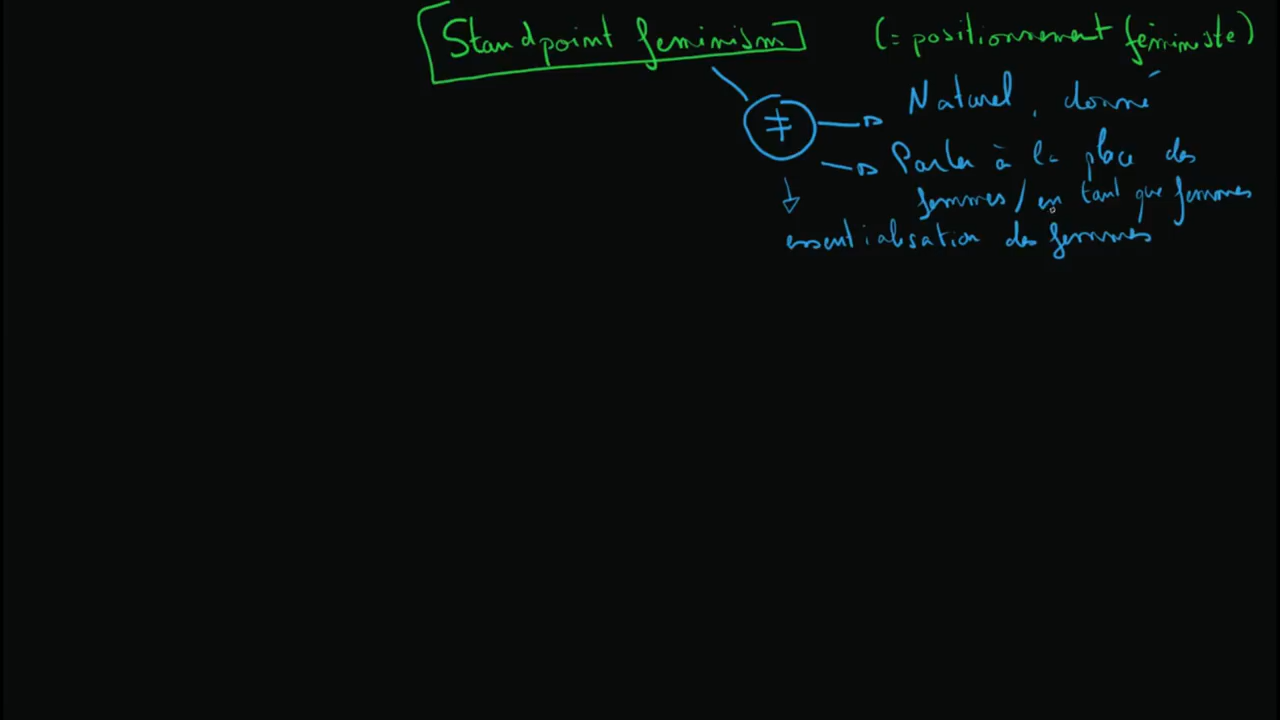 Standpoint feminism (= positionnement féministe)
≠
Naturel, donné
Parler à la place des
femmes / en tant que femmes
essentialisation des femmes